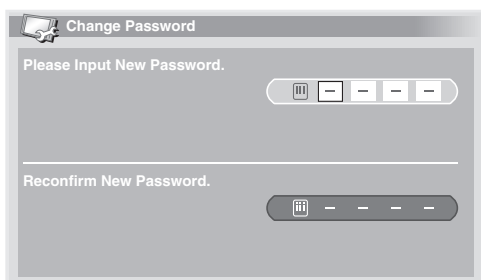 Change Password
Please Input New Password.
– – – –
Reconfirm New Password.
– – – –